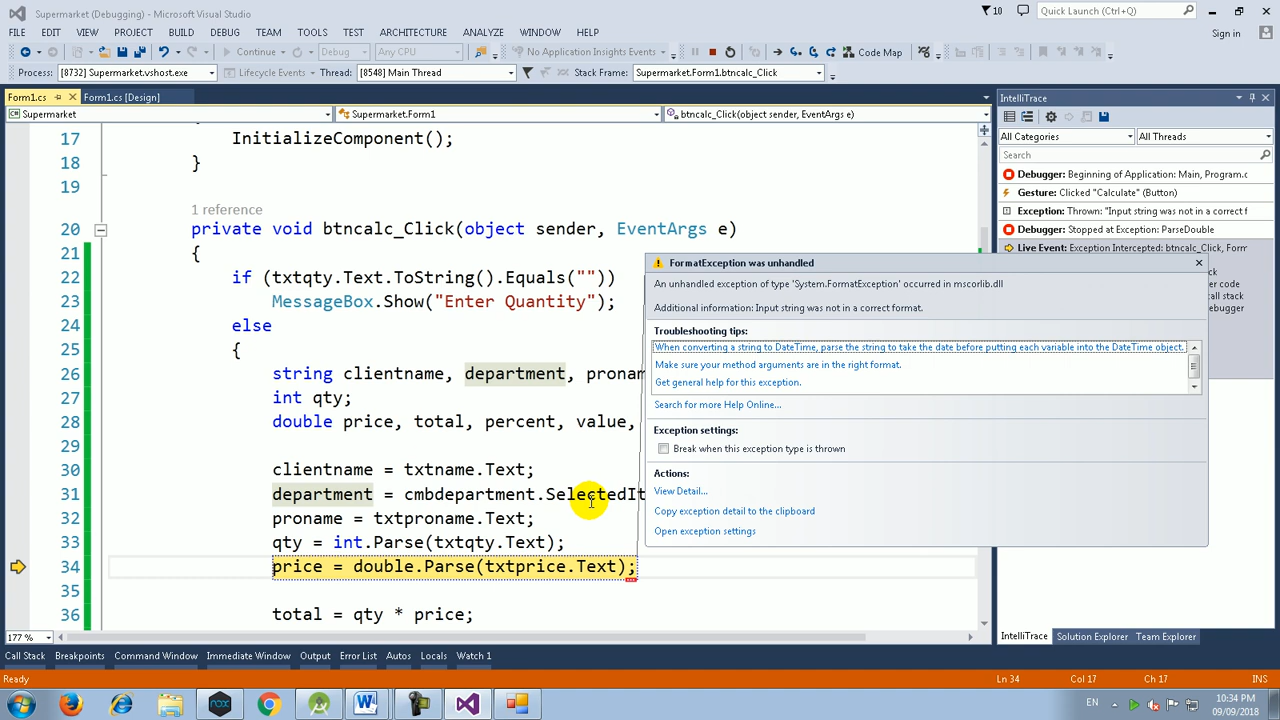 Supermarket (Debugging) - Microsoft Visual Studio
10
Quick Launch (Ctrl+Q)
FILE EDIT VIEW PROJECT BUILD DEBUG TEAM TOOLS TEST ARCHITECTURE ANALYZE WINDOW HELP
Sign in
Continue Debug Any CPU No Application Insights Events Code Map
Process: [8732] Supermarket.vshost.exe Lifecycle Events Thread: [8548] Main Thread Stack Frame: Supermarket.Form1.btncalc_Click
Form1.cs Form1.cs [Design]
Supermarket Supermarket.Form1 btncalc_Click(object sender, EventArgs e)
17 InitializeComponent();
18 }
19
1 reference
20 private void btncalc_Click(object sender, EventArgs e)
21 {
22 if (txtqty.Text.ToString().Equals(""))
23 MessageBox.Show("Enter Quantity");
24 else
25 {
26 string clientname, department, pronam
27 int qty;
28 double price, total, percent, value,
29
30 clientname = txtname.Text;
31 department = cmbdepartment.SelectedIt
32 proname = txtproname.Text;
33 qty = int.Parse(txtqty.Text);
34 price = double.Parse(txtprice.Text);
35
36 total = qty * price;
177 %
FormatException was unhandled
An unhandled exception of type 'System.FormatException' occurred in mscorlib.dll
Additional information: Input string was not in a correct format.
Troubleshooting tips:
When converting a string to DateTime, parse the string to take the date before putting each variable into the DateTime object.
Make sure your method arguments are in the right format.
Get general help for this exception.
Search for more Help Online...
Exception settings:
Break when this exception type is thrown
Actions:
View Detail...
Copy exception detail to the clipboard
Open exception settings
IntelliTrace
All Categories All Threads
Search
Debugger: Beginning of Application: Main, Program.c
Gesture: Clicked "Calculate" (Button)
Exception: Thrown: "Input string was not in a correct f
Debugger: Stopped at Exception: ParseDouble
Live Event: Exception Intercepted: btncalc_Click, Form
er code
all stack
ebugger
IntelliTrace Solution Explorer Team Explorer
Call Stack Breakpoints Command Window Immediate Window Output Error List Autos Locals Watch 1
Ready Ln 34 Col 17 Ch 17 INS
nox
EN
10:34 PM
09/09/2018